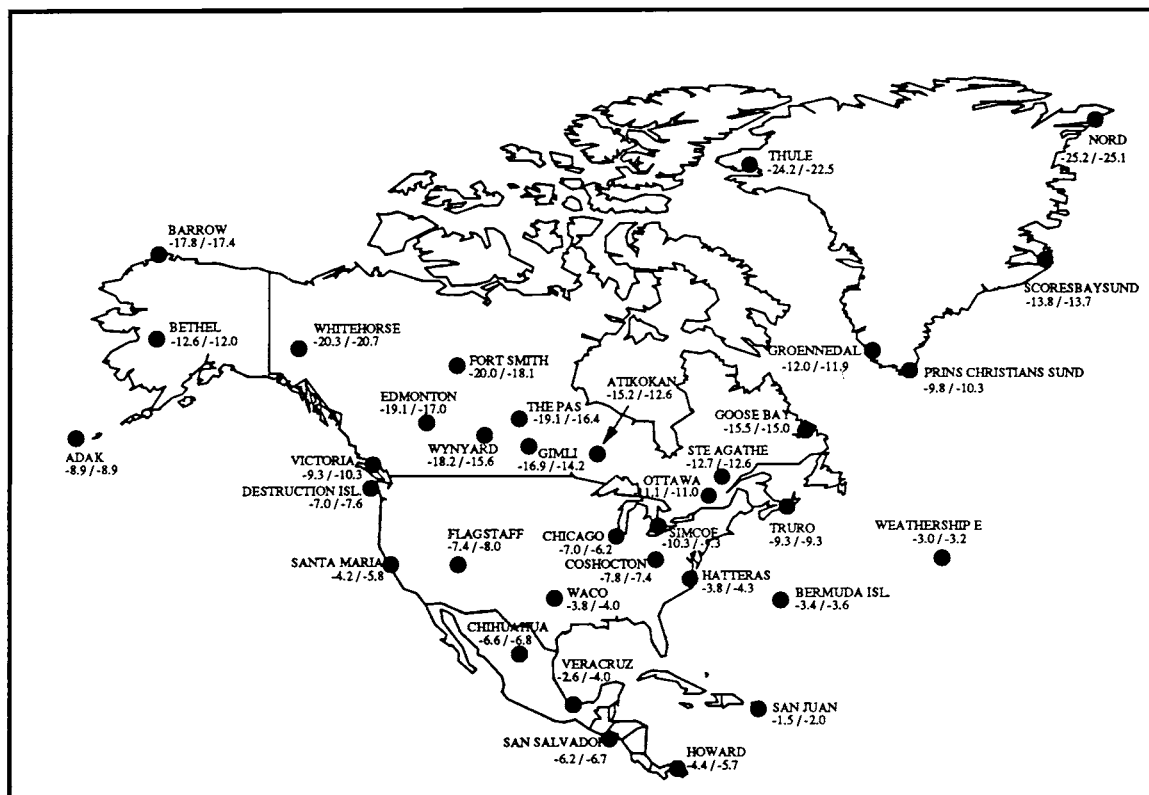 NORD
-25.2 / -25.1
THULE
-24.2 / -22.5
BARROW
-17.8 / -17.4
SCORESBAYSUND
-13.8 / -13.7
BETHEL
-12.6 / -12.0
WHITEHORSE
-20.3 / -20.7
GROENNEDAL
-12.0 / -11.9
FORT SMITH
-20.0 / -18.1
PRINS CHRISTIANS SUND
-9.8 / -10.3
ATIKOKAN
-15.2 / -12.6
EDMONTON
-19.1 / -17.0
THE PAS
-19.1 / -16.4
GOOSE BAY
-15.5 / -15.0
WYNYARD
-18.2 / -15.6
GIMLI
-16.9 / -14.2
STE AGATHE
-12.7 / -12.6
ADAK
-8.9 / -8.9
VICTORIA
-9.3 / -10.3
OTTAWA
-11.1 / -11.0
DESTRUCTION ISL.
-7.0 / -7.6
TRURO
-9.3 / -9.3
WEATHERSHIP E
-3.0 / -3.2
FLAGSTAFF
-7.4 / -8.0
CHICAGO
-7.0 / -6.2
SIMCOE
-10.3 / -9.3
SANTA MARIA
-4.2 / -5.8
COSHOCTON
-7.8 / -7.4
HATTERAS
-3.8 / -4.3
BERMUDA ISL.
-3.4 / -3.6
WACO
-3.8 / -4.0
CHIHUAHUA
-6.6 / -6.8
VERACRUZ
-2.6 / -4.0
SAN JUAN
-1.5 / -2.0
SAN SALVADOR
-6.2 / -6.7
HOWARD
-4.4 / -5.7